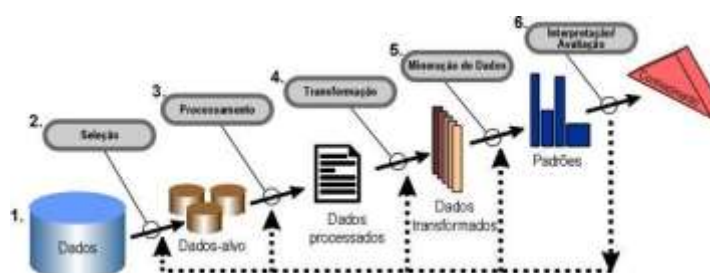 1.
Dados
2.
Seleção
Dados-alvo
3.
Processamento
Dados
processados
4.
Transformação
Dados
transformados
5.
Mineração de Dados
Padrões
6.
Interpretação/
Avaliação
Conhecimento